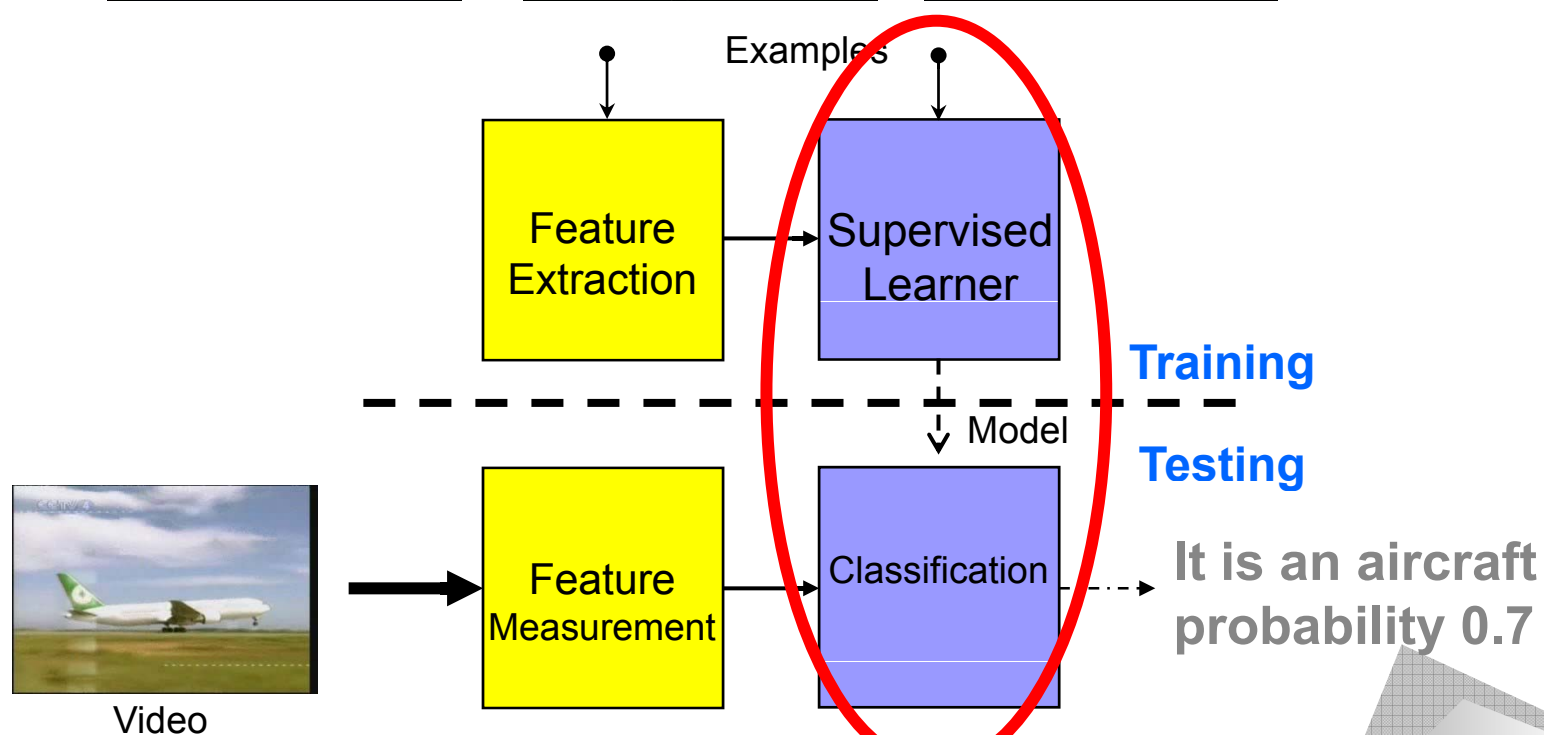 Examples
Feature
Extraction
Supervised
Learner
Training
Model
Testing
Feature
Measurement
Classification
It is an aircraft
probability 0.7
Video